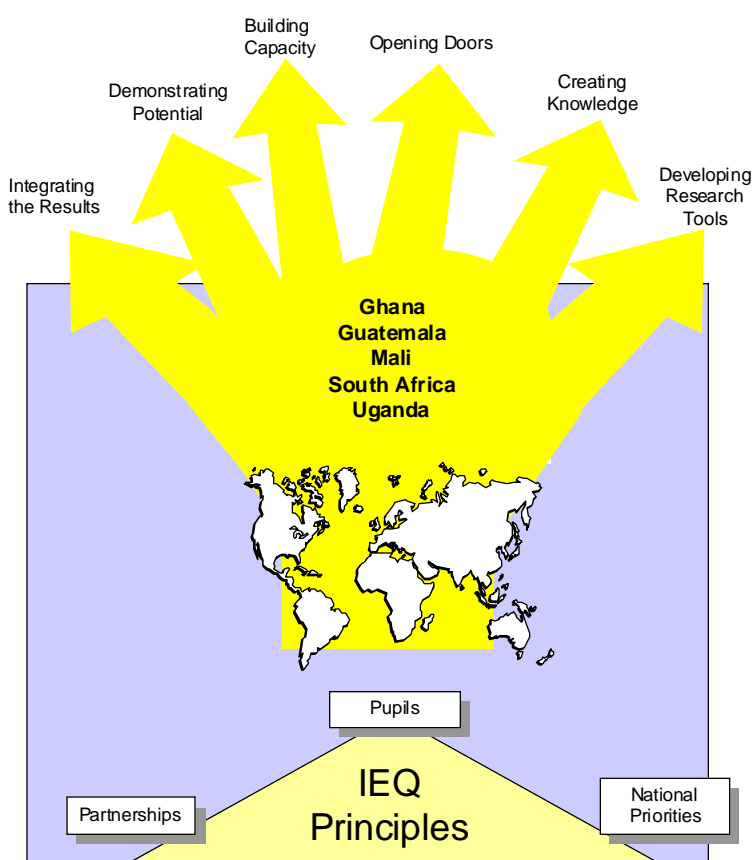 Building
Capacity
Opening Doors
Demonstrating
Potential
Creating
Knowledge
Integrating
the Results
Developing
Research
Tools
Ghana
Guatemala
Mali
South Africa
Uganda
Pupils
IEQ
Principles
Partnerships
National
Priorities